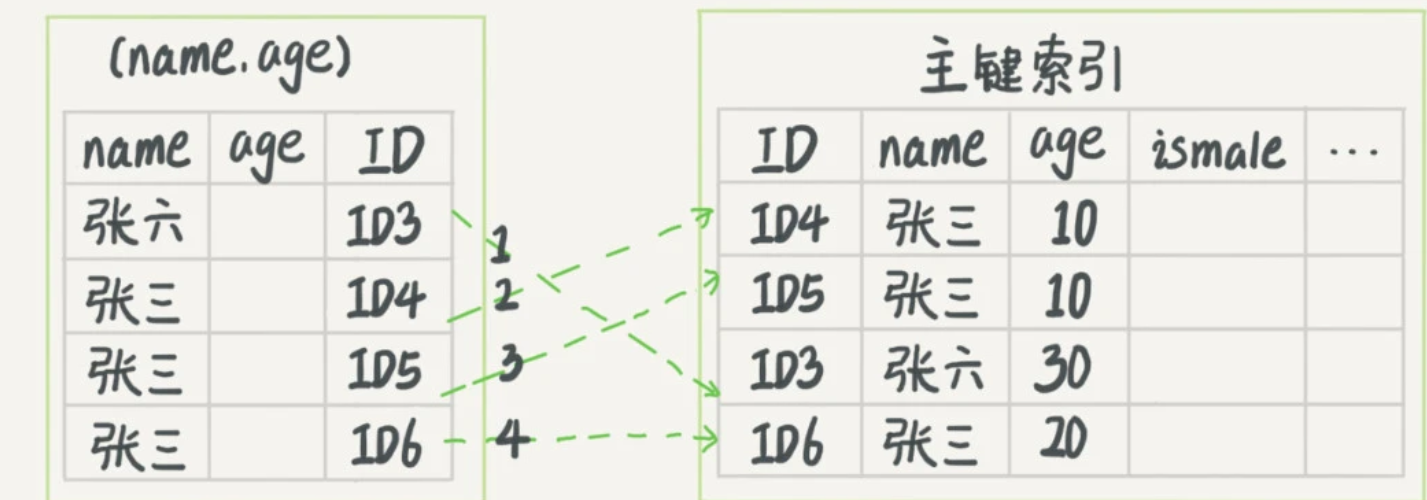 (name,age)
name age ID
张六 ID3
张三 ID4
张三 ID5
张三 ID6
1
2
3
4
主键索引
ID name age ismale ...
ID4 张三 10
ID5 张三 10
ID3 张六 30
ID6 张三 20